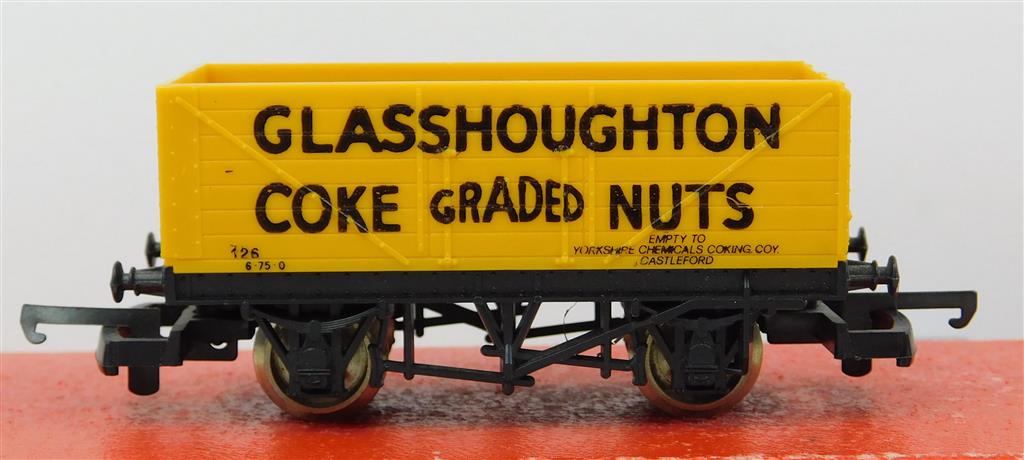 GLASSHOUGHTON
COKE GRADED NUTS
EMPTY TO
YORKSHIRE CHEMICALS COKING COY.
CASTLEFORD
126
6·75·0